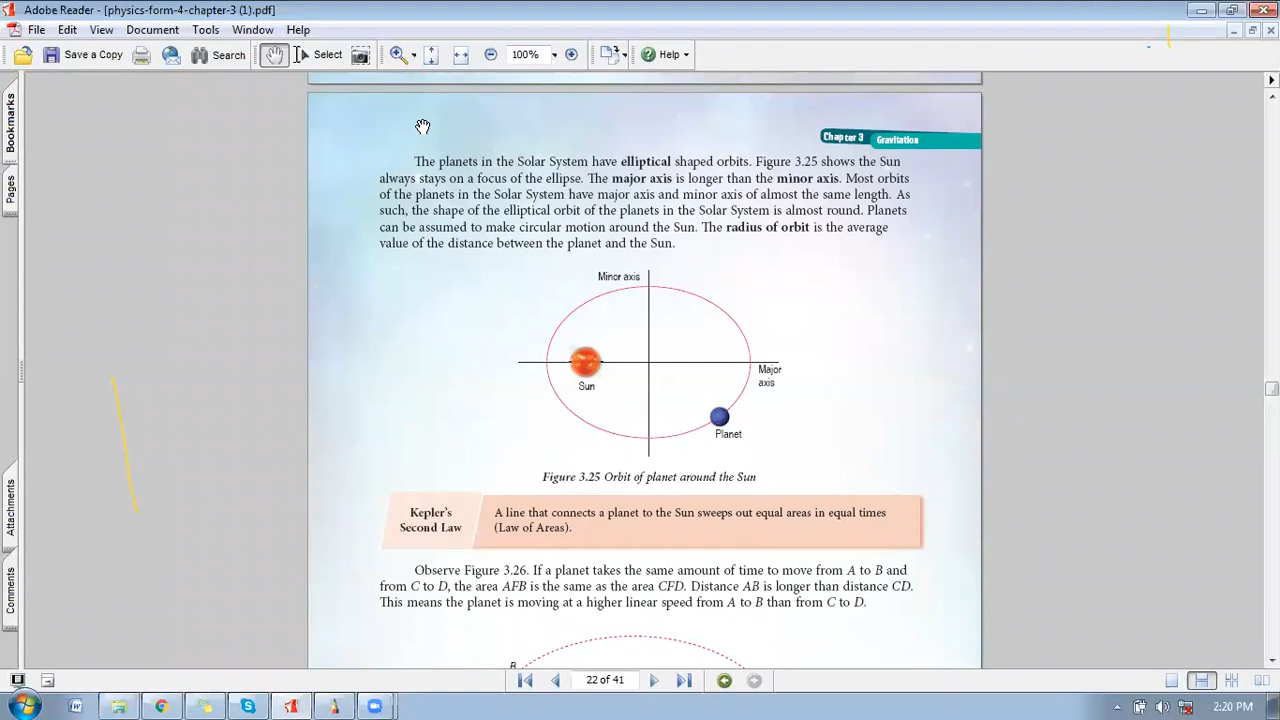 Adobe Reader - [physics-form-4-chapter-3 (1).pdf]
File Edit View Document Tools Window Help
Save a Copy Search Select 100% Help
Bookmarks
Pages
Attachments
Comments
Chapter 3 Gravitation
The planets in the Solar System have elliptical shaped orbits. Figure 3.25 shows the Sun
always stays on a focus of the ellipse. The major axis is longer than the minor axis. Most orbits
of the planets in the Solar System have major axis and minor axis of almost the same length. As
such, the shape of the elliptical orbit of the planets in the Solar System is almost round. Planets
can be assumed to make circular motion around the Sun. The radius of orbit is the average
value of the distance between the planet and the Sun.
Minor axis
Major
axis
Sun
Planet
Figure 3.25 Orbit of planet around the Sun
Kepler's
Second Law
A line that connects a planet to the Sun sweeps out equal areas in equal times
(Law of Areas).
Observe Figure 3.26. If a planet takes the same amount of time to move from A to B and
from C to D, the area AFB is the same as the area CFD. Distance AB is longer than distance CD.
This means the planet is moving at a higher linear speed from A to B than from C to D.
B
22 of 41
2:20 PM